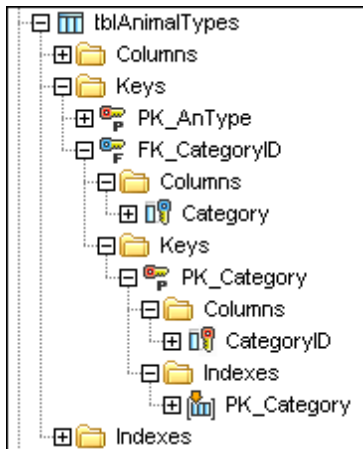 tblAnimalTypes
Columns
Keys
PK_AnType
FK_CategoryID
Columns
Category
Keys
PK_Category
Columns
CategoryID
Indexes
PK_Category
Indexes